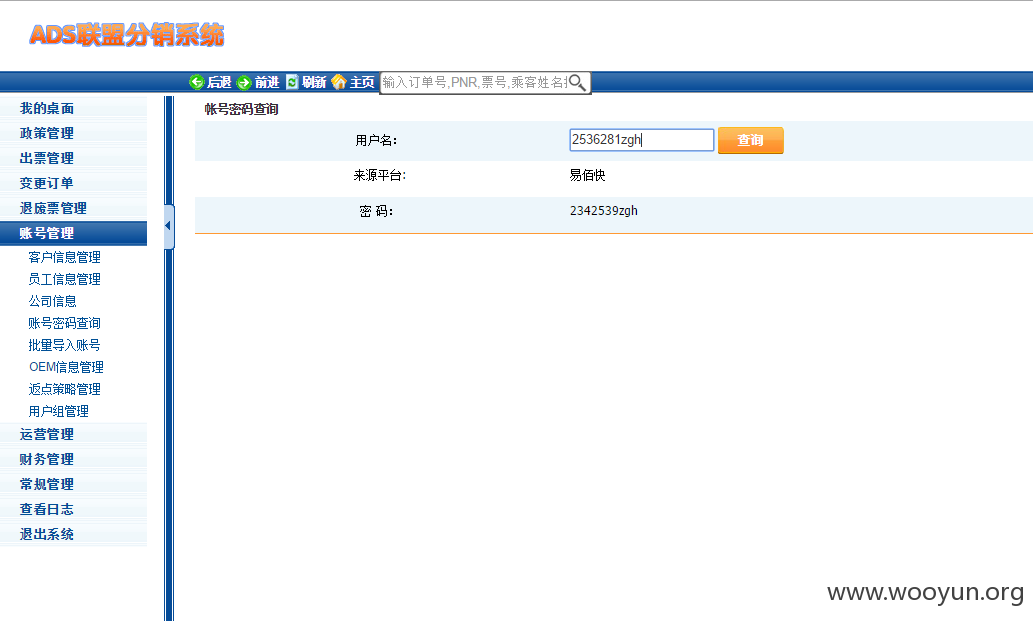 ADS联盟分销系统
后退 前进 刷新 主页 输入订单号,PNR,票号,乘客姓名
我的桌面
政策管理
出票管理
变更订单
退废票管理
账号管理
客户信息管理
员工信息管理
公司信息
账号密码查询
批量导入账号
OEM信息管理
返点策略管理
用户组管理
运营管理
财务管理
常规管理
查看日志
退出系统
帐号密码查询
用户名: 2536281zgh 查询
来源平台: 易佰快
密 码: 2342539zgh
www.wooyun.org